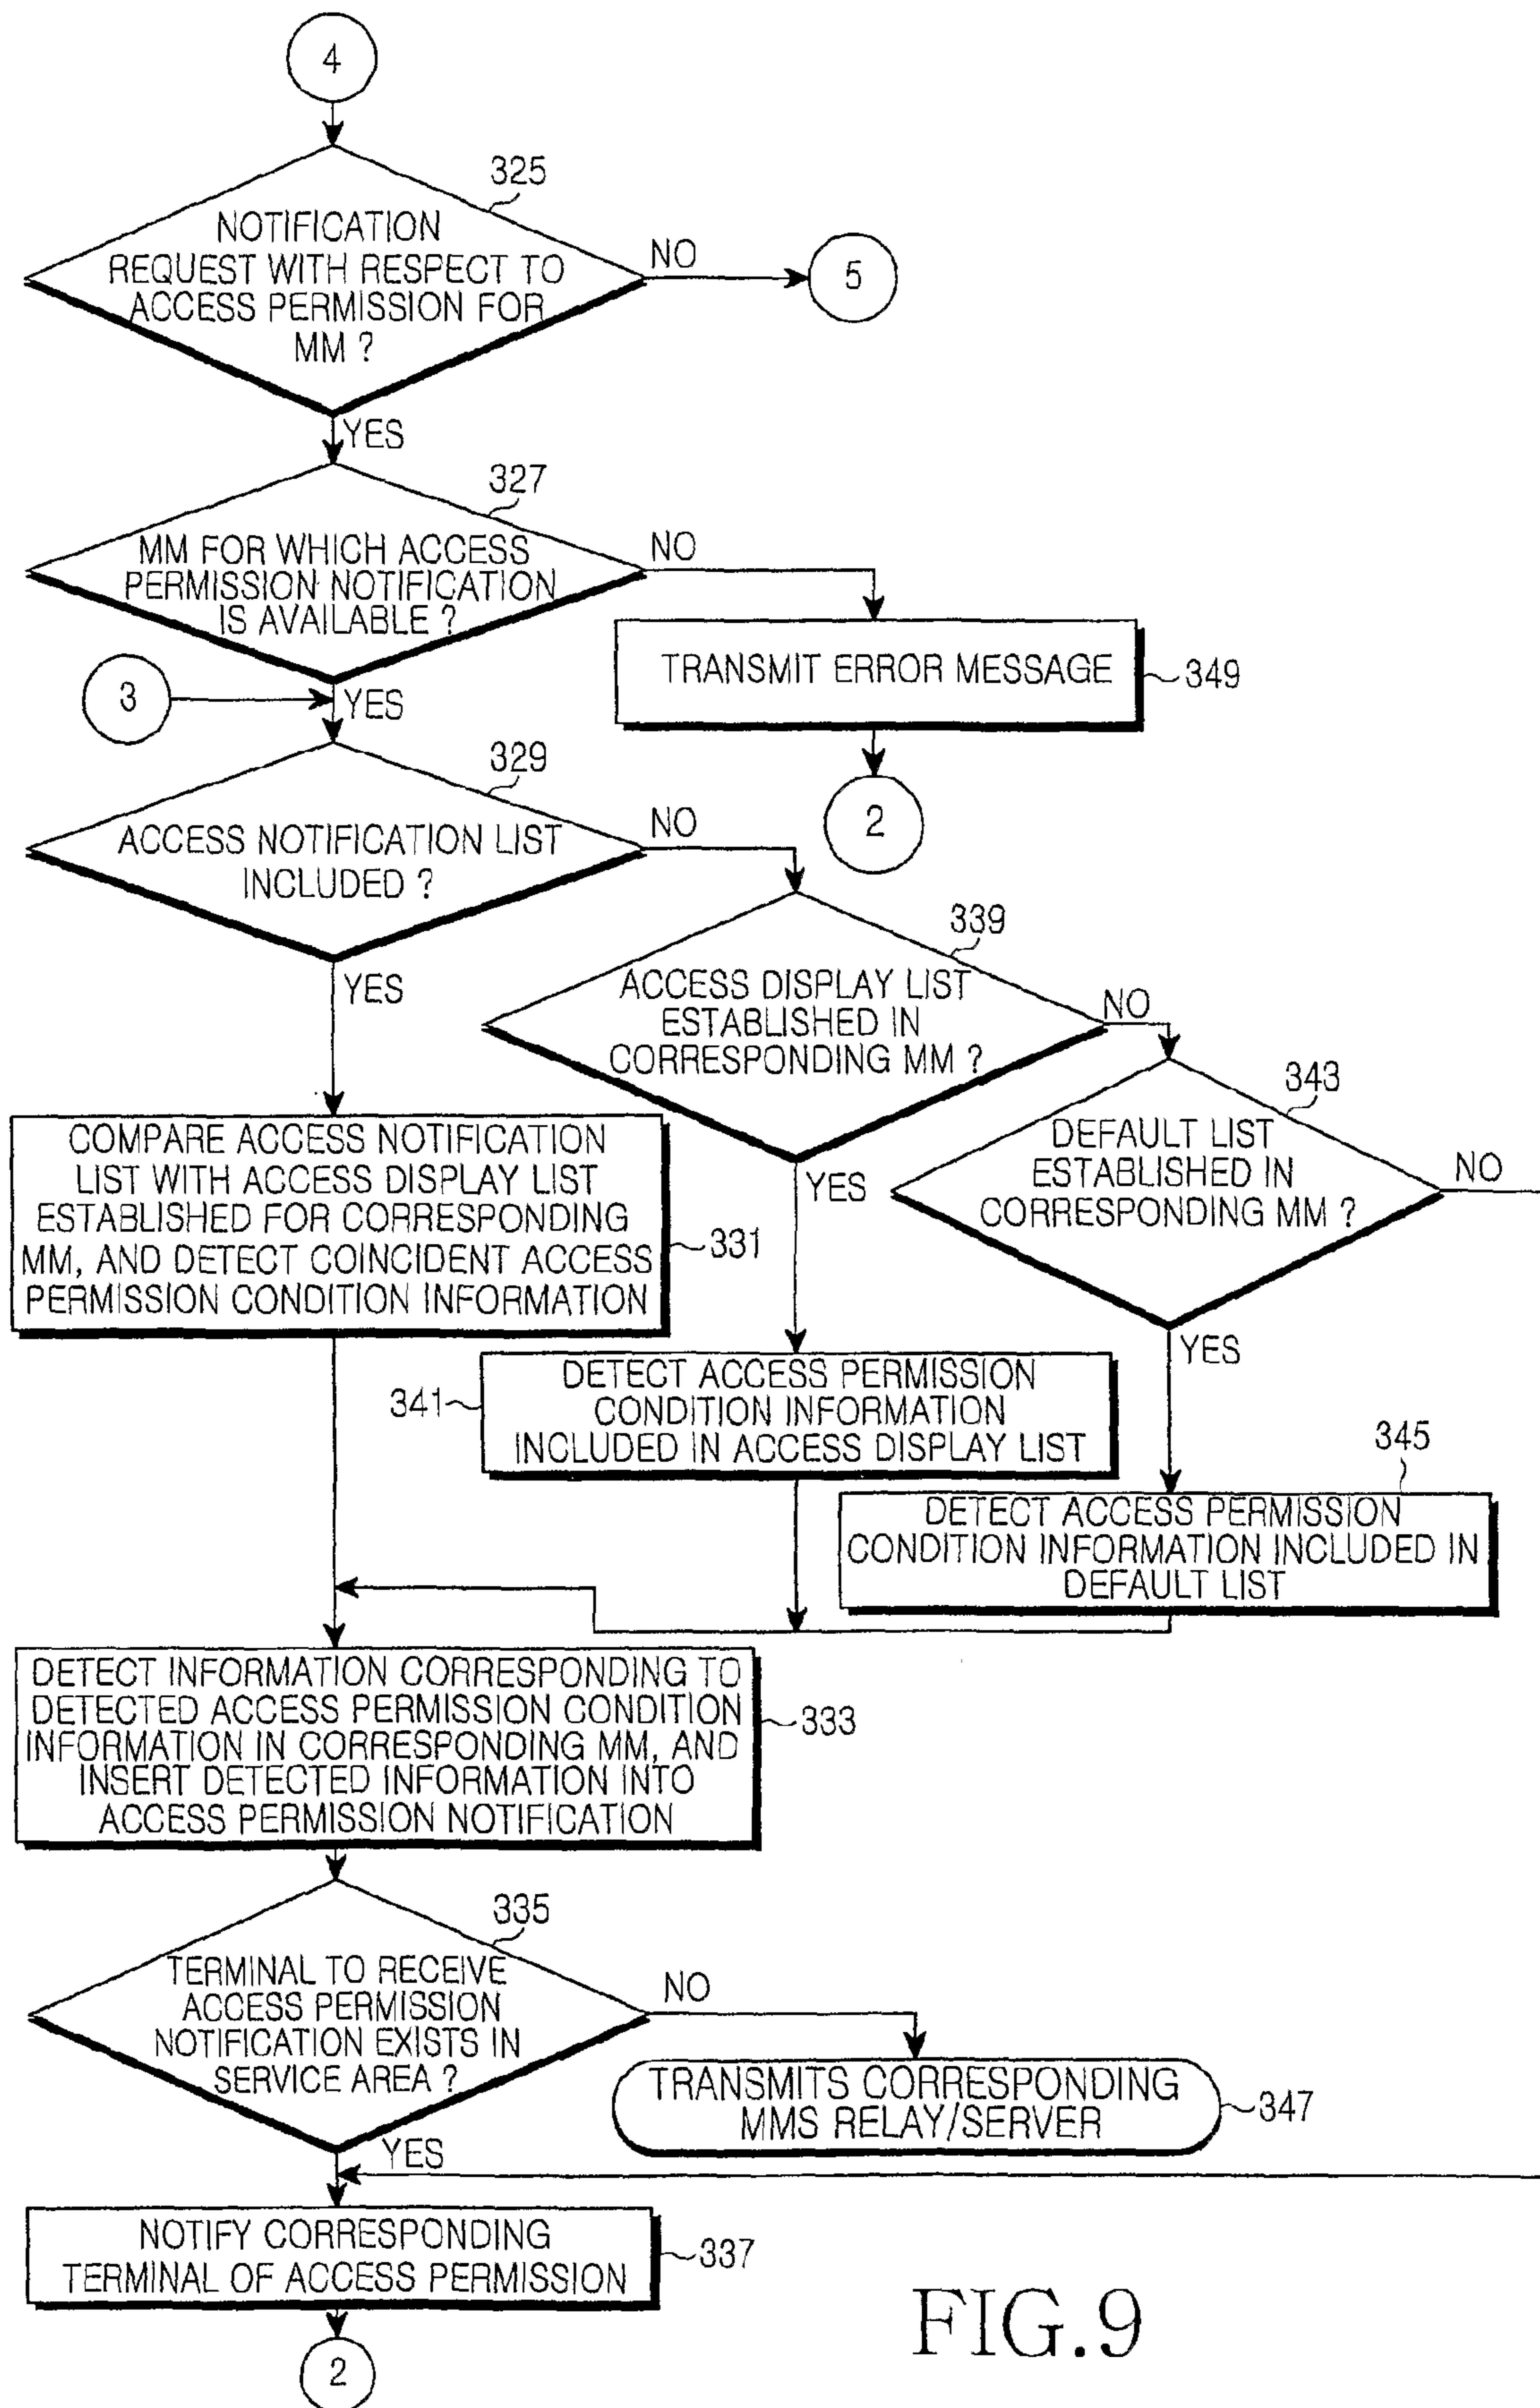 4
325
NOTIFICATION
REQUEST WITH RESPECT TO
ACCESS PERMISSION FOR
MM ?
NO
5
YES
327
MM FOR WHICH ACCESS
PERMISSION NOTIFICATION
IS AVAILABLE ?
NO
TRANSMIT ERROR MESSAGE
349
3
YES
2
329
ACCESS NOTIFICATION LIST
INCLUDED ?
NO
YES
339
ACCESS DISPLAY LIST
ESTABLISHED IN
CORRESPONDING MM ?
NO
YES
343
DEFAULT LIST
ESTABLISHED IN
CORRESPONDING MM ?
NO
YES
COMPARE ACCESS NOTIFICATION
LIST WITH ACCESS DISPLAY LIST
ESTABLISHED FOR CORRESPONDING
MM, AND DETECT COINCIDENT ACCESS
PERMISSION CONDITION INFORMATION
331
341
DETECT ACCESS PERMISSION
CONDITION INFORMATION
INCLUDED IN ACCESS DISPLAY LIST
345
DETECT ACCESS PERMISSION
CONDITION INFORMATION INCLUDED IN
DEFAULT LIST
DETECT INFORMATION CORRESPONDING TO
DETECTED ACCESS PERMISSION CONDITION
INFORMATION IN CORRESPONDING MM, AND
INSERT DETECTED INFORMATION INTO
ACCESS PERMISSION NOTIFICATION
333
335
TERMINAL TO RECEIVE
ACCESS PERMISSION
NOTIFICATION EXISTS IN
SERVICE AREA ?
NO
TRANSMITS CORRESPONDING
MMS RELAY/SERVER
347
YES
NOTIFY CORRESPONDING
TERMINAL OF ACCESS PERMISSION
337
2
FIG.9